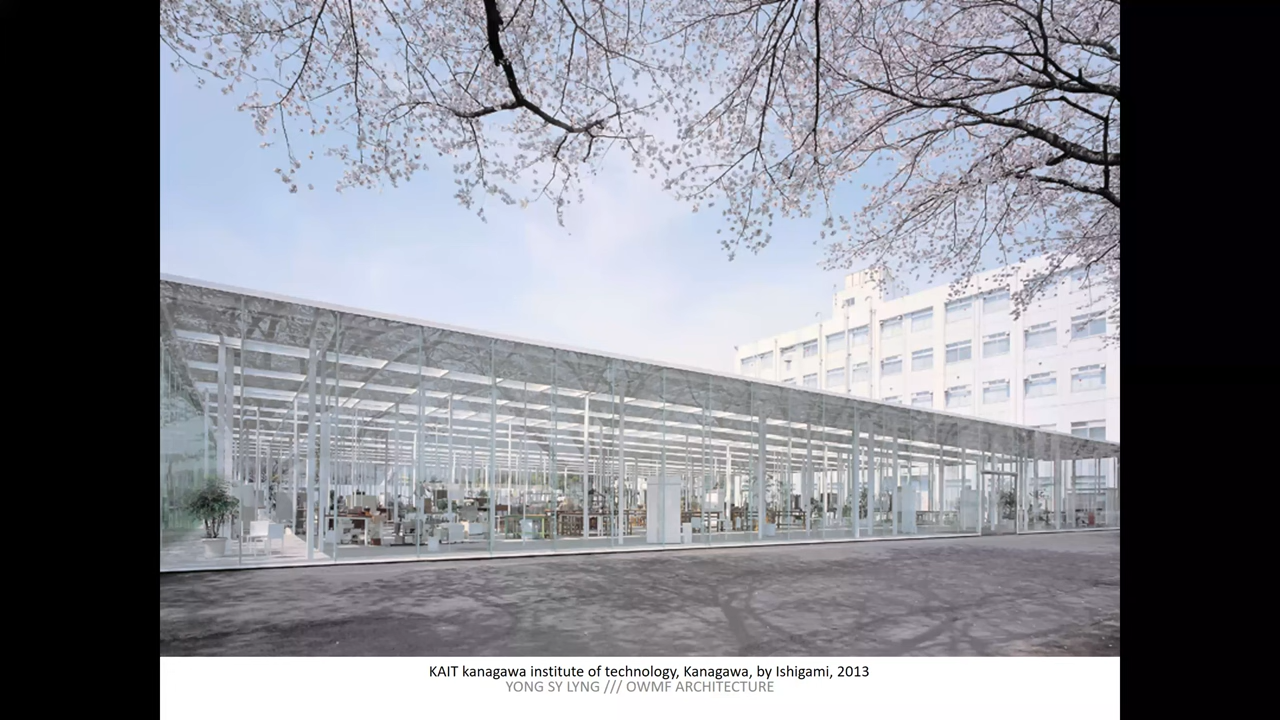 KAIT kanagawa institute of technology, Kanagawa, by Ishigami, 2013
YONG SY LYNG /// OWMF ARCHITECTURE